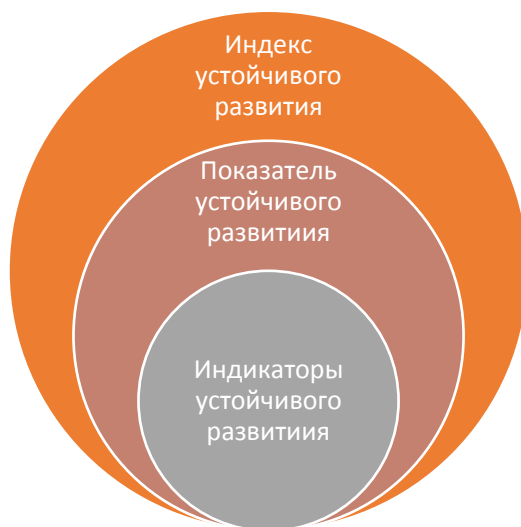 Индекс
устойчивого
развития
Показатель
устойчивого
развитиия
Индикаторы
устойчивого
развитиия